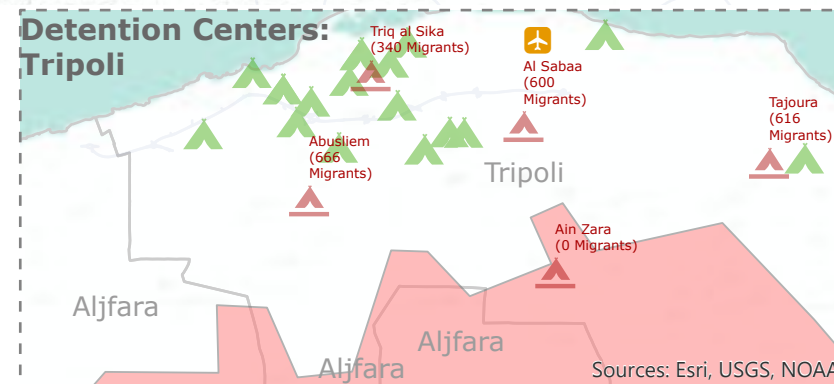 Detention Centers:
Tripoli
Triq al Sika
(340 Migrants)
Al Sabaa
(600
Migrants)
Tajoura
(616
Migrants)
Abusliem
(666
Migrants)
Tripoli
Ain Zara
(0 Migrants)
Aljfara
Aljfara
Aljfara
Sources: Esri, USGS, NOAA